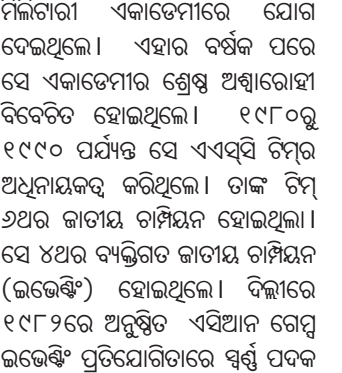 ମିଲିଟାରୀ ଏକାଡେମୀରେ ଯୋଗ
ଦେଇଥିଲେ। ଏହାର ବର୍ଷକ ପରେ
ସେ ଏକାଡେମୀର ଶ୍ରେଷ୍ଠ ଅଶ୍ୱାରୋହୀ
ବିବେଚିତ ହୋଇଥିଲେ। ୧୯୮୦ରୁ
୧୯୯୦ ପର୍ଯ୍ୟନ୍ତ ସେ ଏଏସ୍‌ସି ଟିମ୍‌ର
ଅଧିନାୟକତ୍ୱ କରିଥିଲେ। ତାଙ୍କ ଟିମ୍
୬ଥର ଜାତୀୟ ଚାମ୍ପିୟନ ହୋଇଥିଲା।
ସେ ୪ଥର ବ୍ୟକ୍ତିଗତ ଜାତୀୟ ଚାମ୍ପିୟନ
(ଇଭେଣ୍ଟିଂ) ହୋଇଥିଲେ। ଦିଲ୍ଲୀରେ
୧୯୮୨ରେ ଅନୁଷ୍ଠିତ ଏସିଆନ ଗେମ୍ସ
ଇଭେଣ୍ଟିଂ ପ୍ରତିଯୋଗିତାରେ ସ୍ୱର୍ଣ୍ଣ ପଦକ